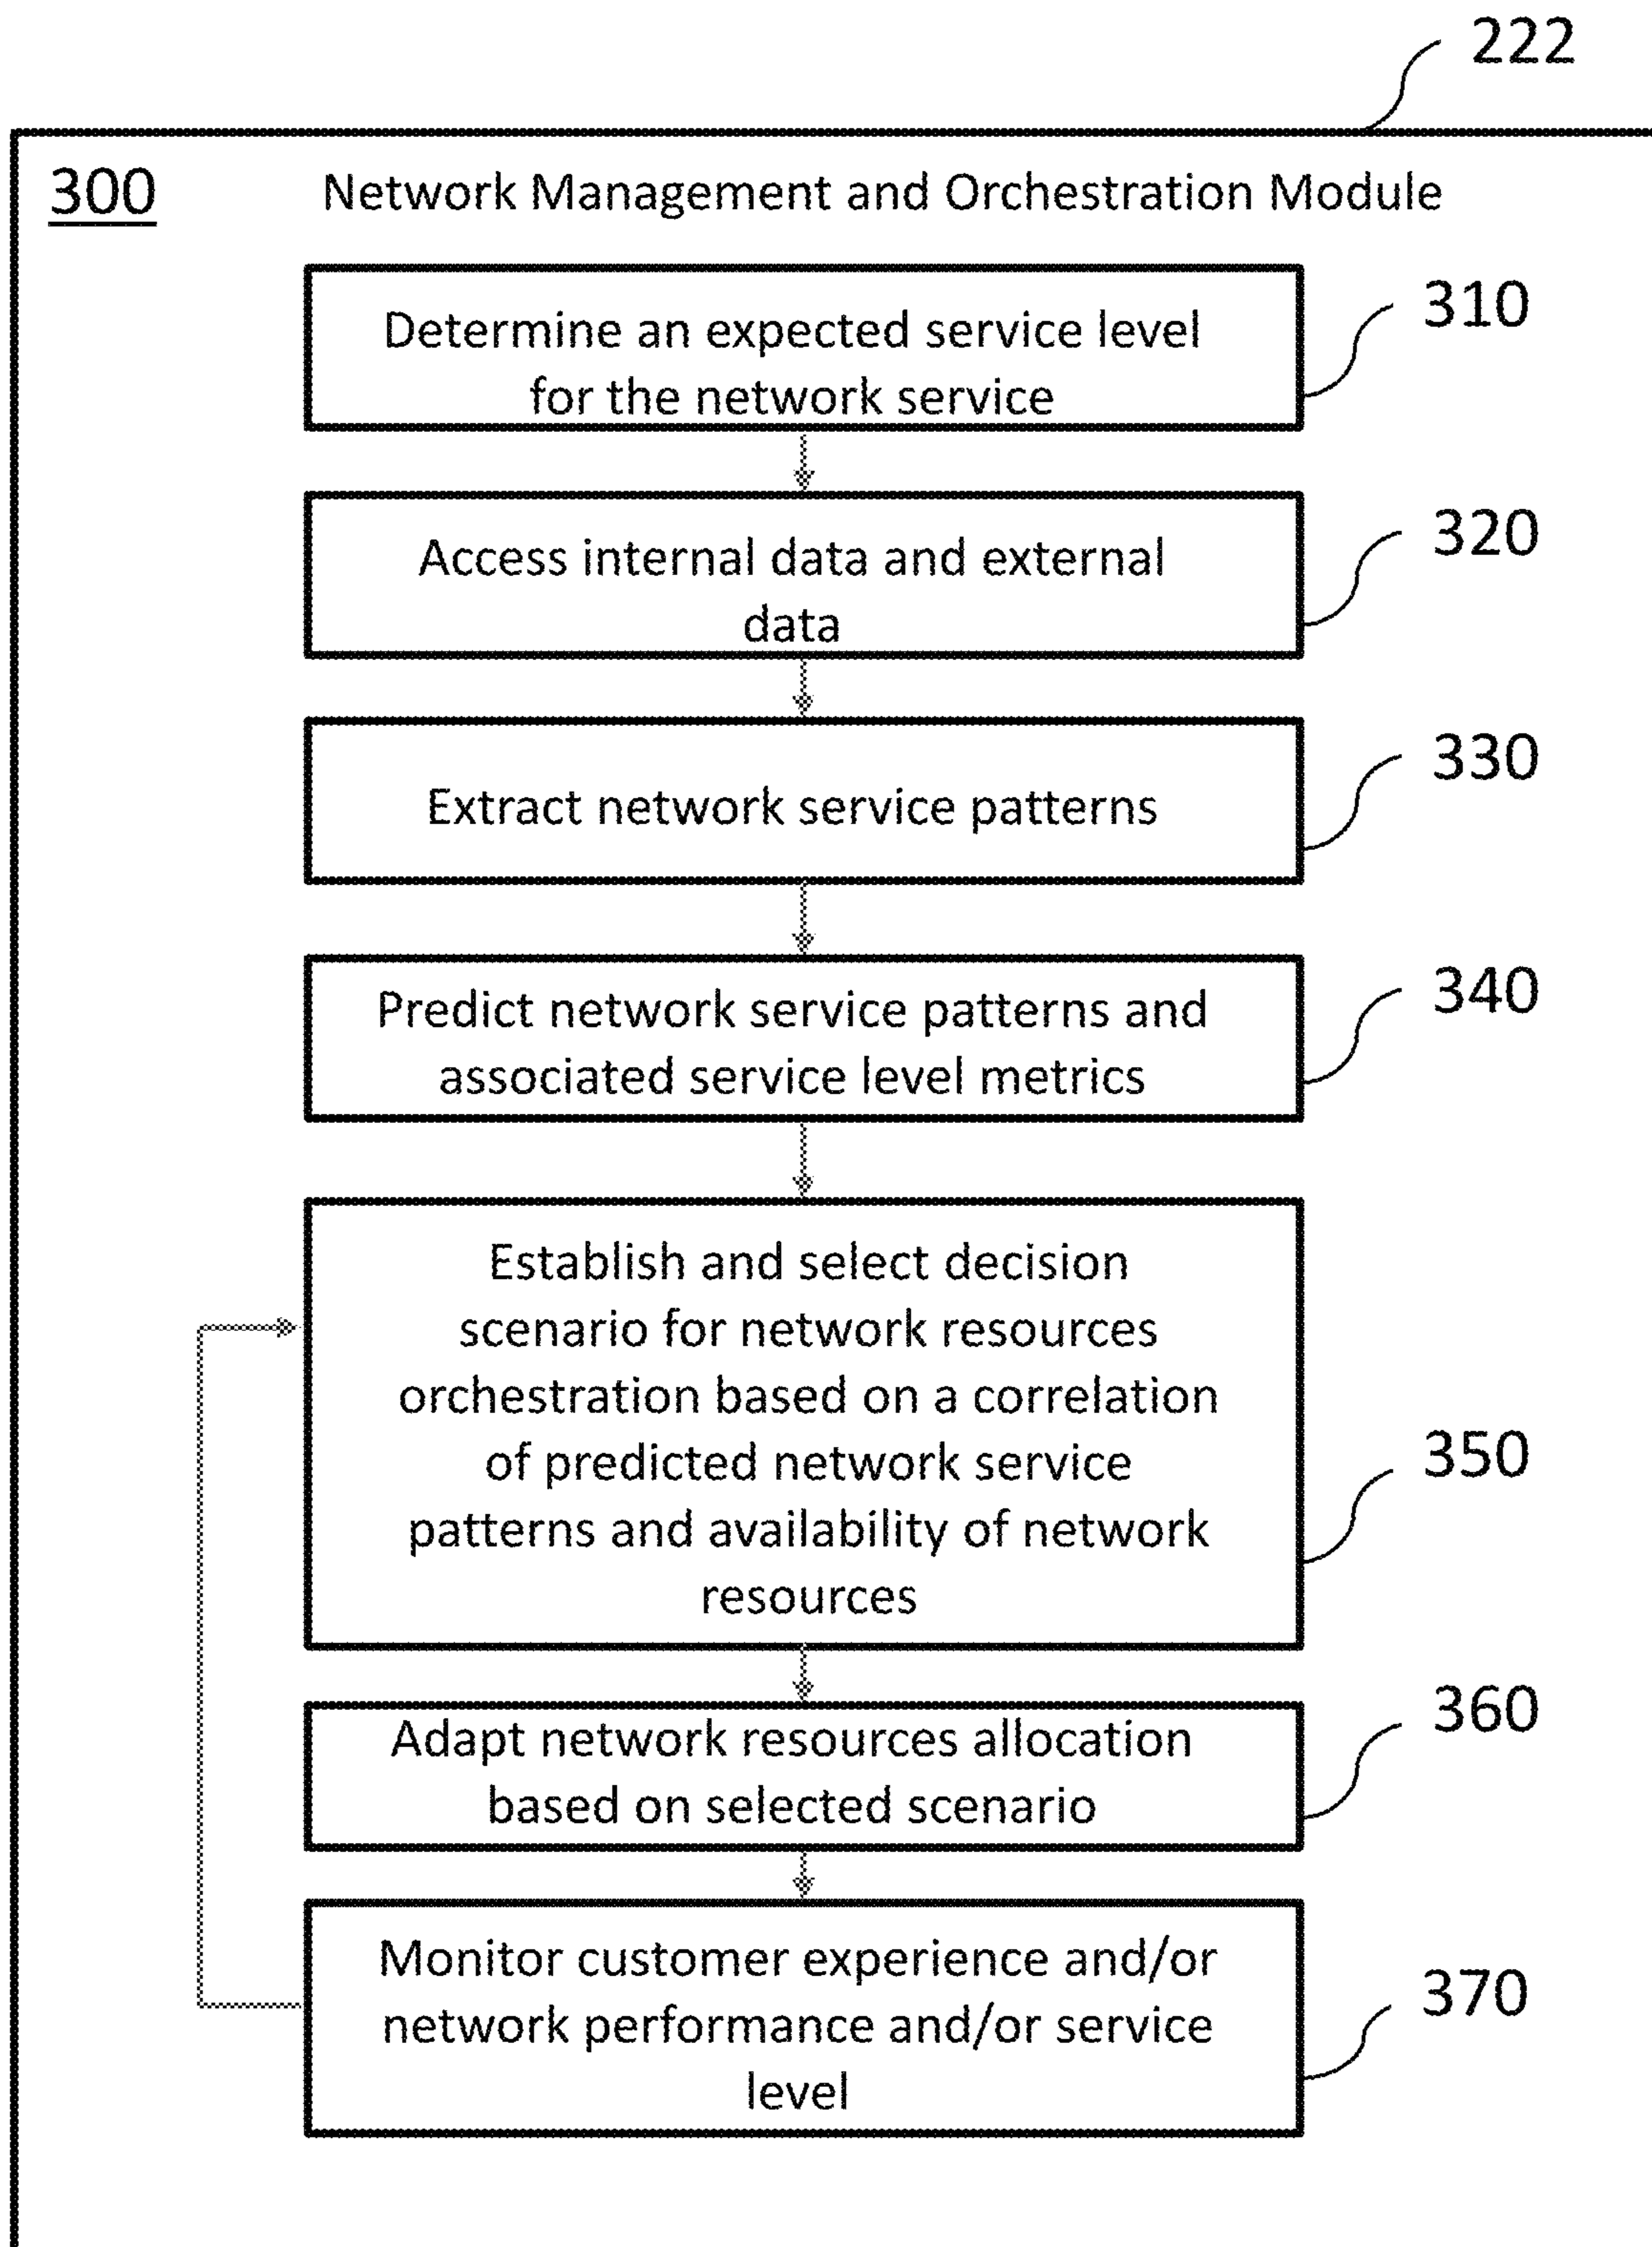 222
300
Network Management and Orchestration Module
Determine an expected service level
for the network service
310
Access internal data and external
data
320
Extract network service patterns
330
Predict network service patterns and
associated service level metrics
340
Establish and select decision
scenario for network resources
orchestration based on a correlation
of predicted network service
patterns and availability of network
resources
350
Adapt network resources allocation
based on selected scenario
360
Monitor customer experience and/or
network performance and/or service
level
370